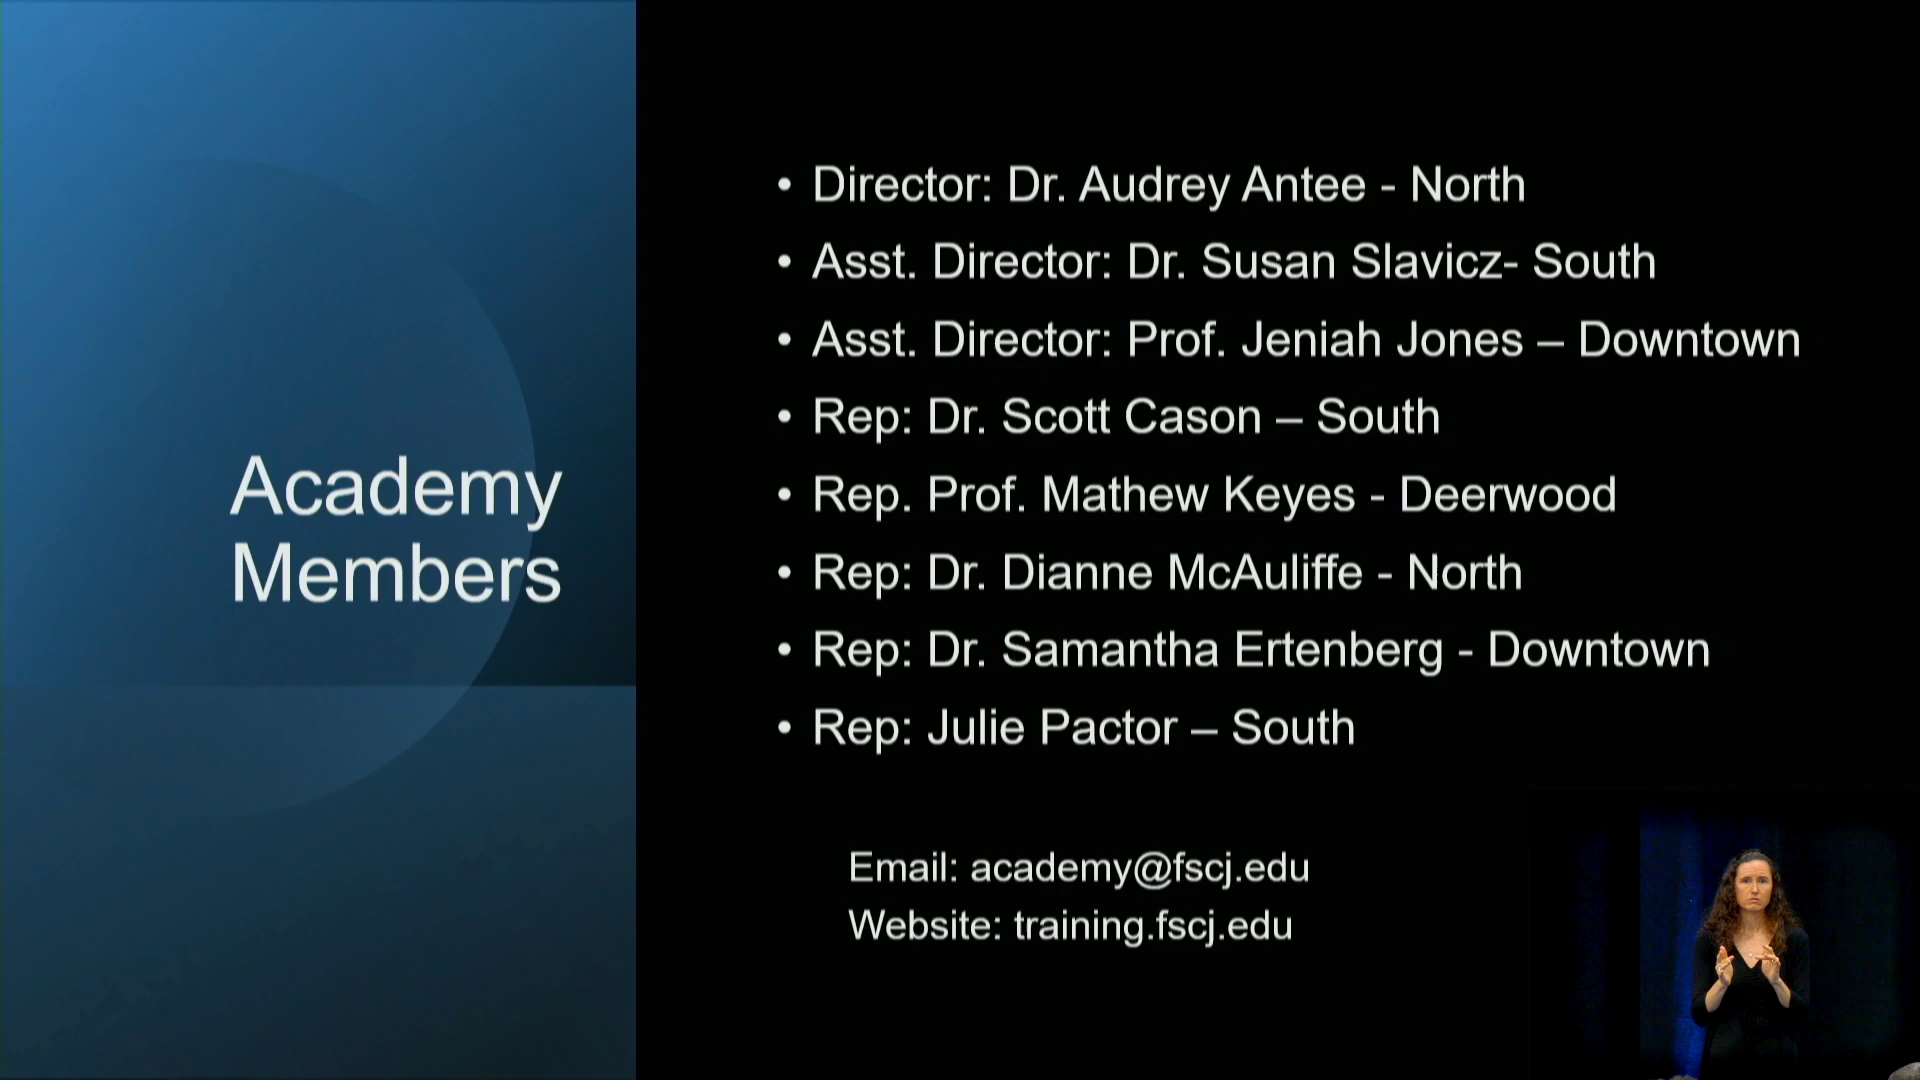 Academy
Members
• Director: Dr. Audrey Antee - North
• Asst. Director: Dr. Susan Slavicz- South
• Asst. Director: Prof. Jeniah Jones – Downtown
• Rep: Dr. Scott Cason – South
• Rep. Prof. Mathew Keyes - Deerwood
• Rep: Dr. Dianne McAuliffe - North
• Rep: Dr. Samantha Ertenberg - Downtown
• Rep: Julie Pactor – South
Email: academy@fscj.edu
Website: training.fscj.edu